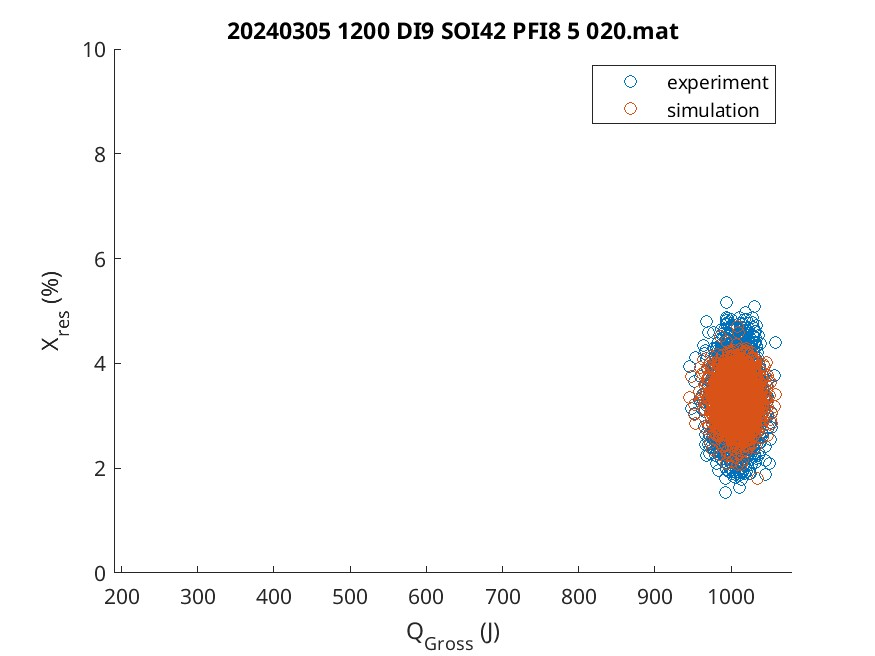 20240305 1200 DI9 SOI42 PFI8 5 020.mat
experiment
simulation
10
8
6
4
2
0
X_res (%)
200 300 400 500 600 700 800 900 1000
Q_Gross (J)